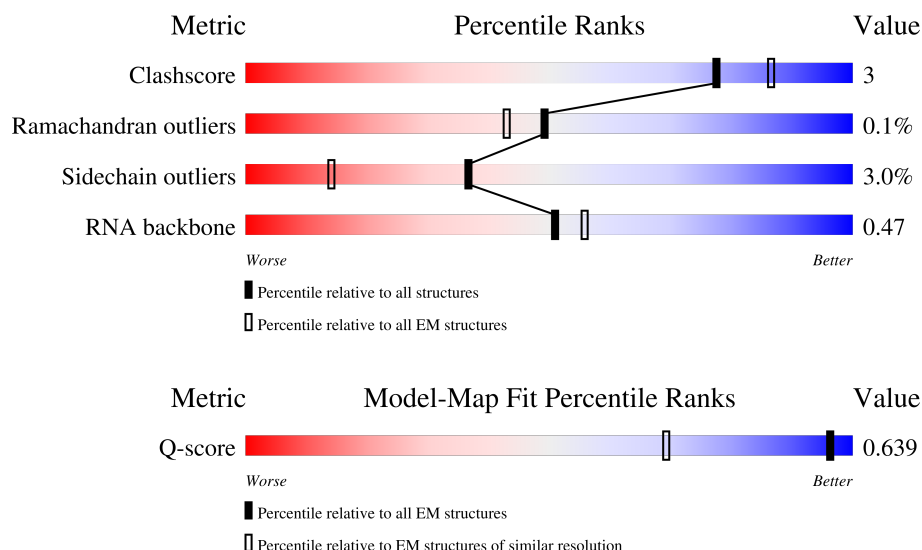 Metric Percentile Ranks Value
Clashscore 3
Ramachandran outliers 0.1%
Sidechain outliers 3.0%
RNA backbone 0.47
Worse Better
Percentile relative to all structures
Percentile relative to all EM structures
Metric Model-Map Fit Percentile Ranks Value
Q-score 0.639
Worse Better
Percentile relative to all EM structures
Percentile relative to EM structures of similar resolution